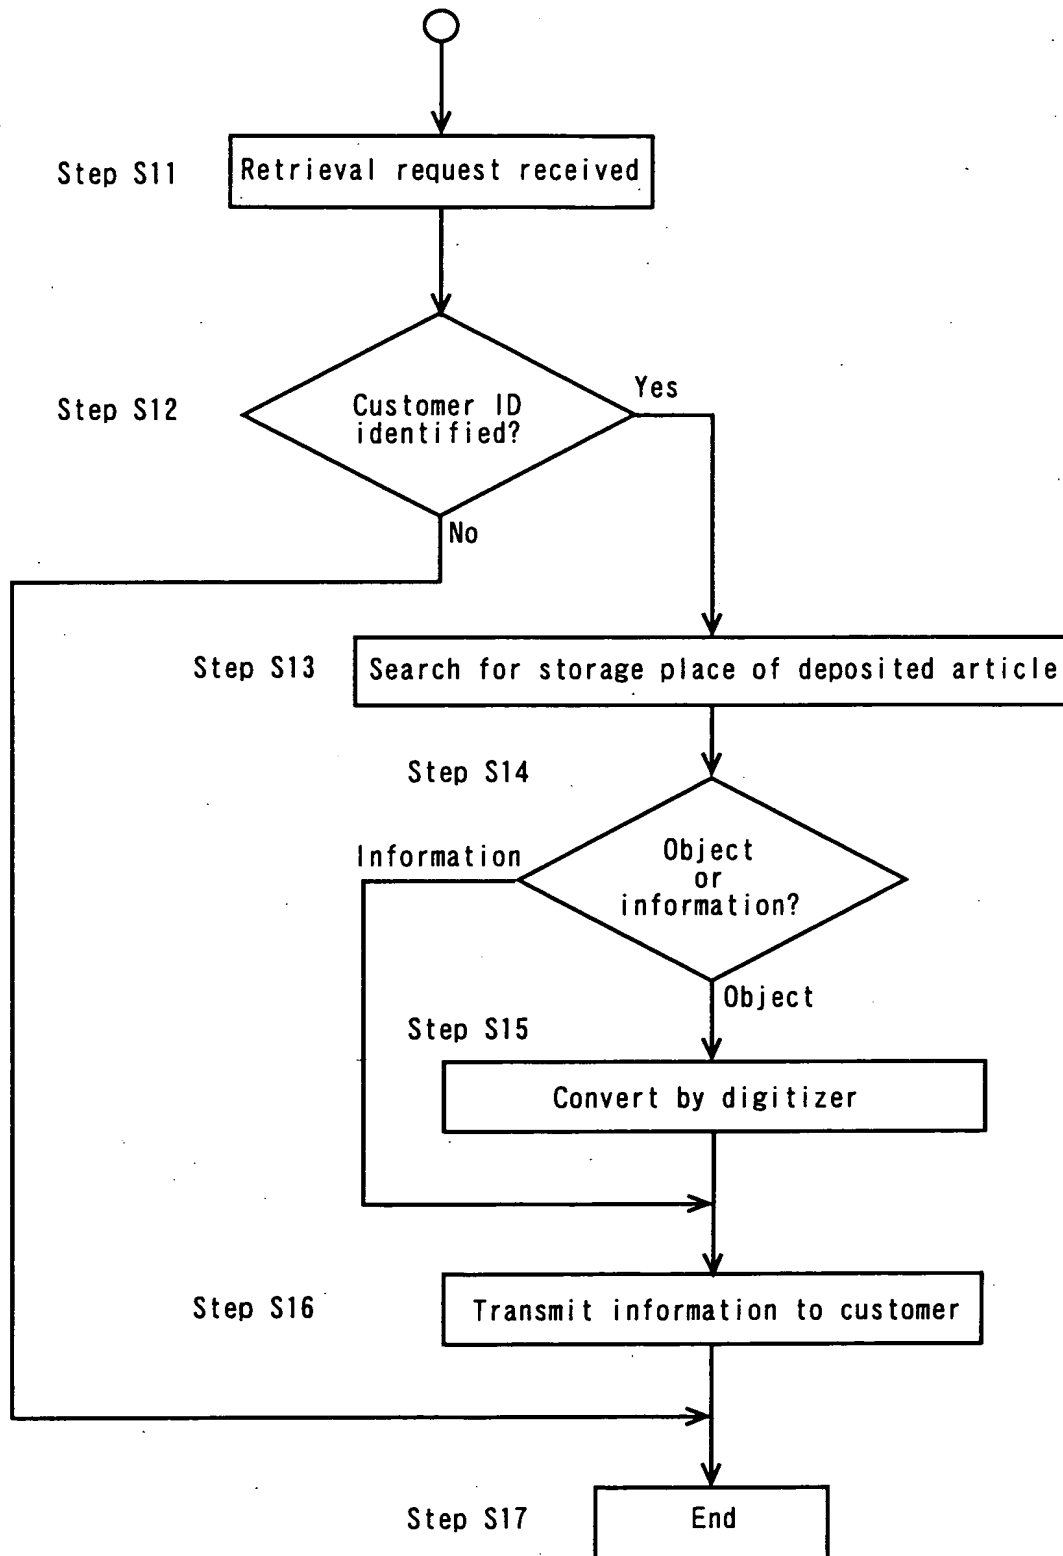 Step S11
Retrieval request received
Step S12
Customer ID
identified?
Yes
No
Step S13
Search for storage place of deposited article
Step S14
Information
Object
or
information?
Object
Step S15
Convert by digitizer
Step S16
Transmit information to customer
Step S17
End